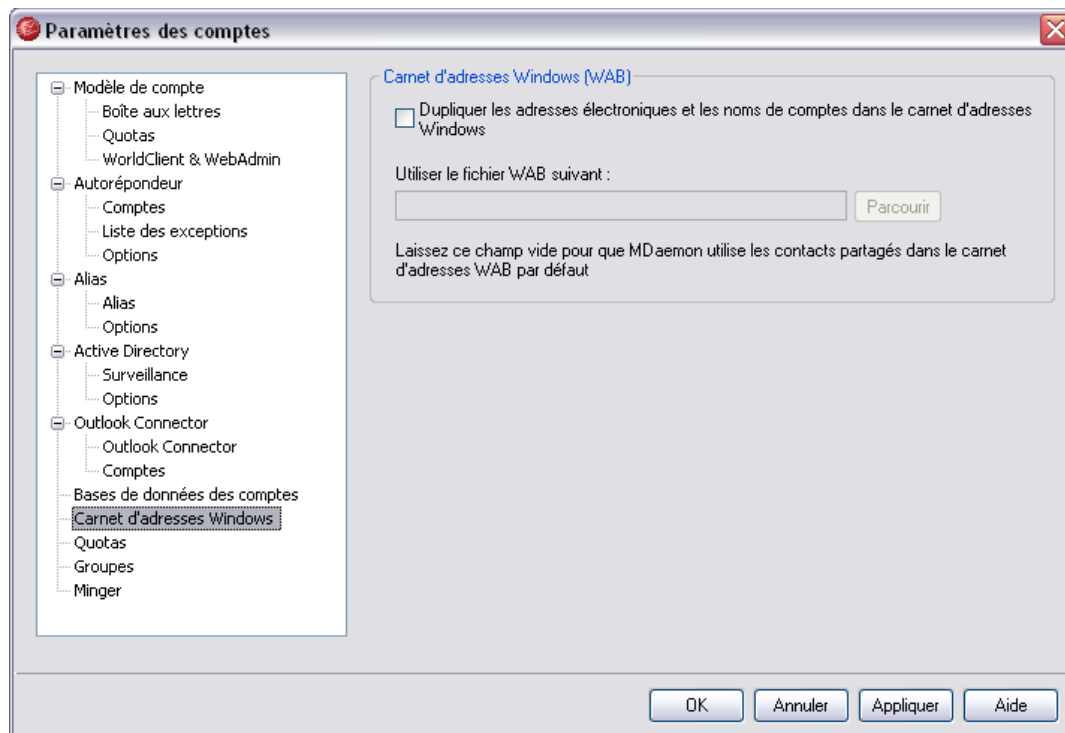 Paramètres des comptes
Modèle de compte
Boîte aux lettres
Quotas
WorldClient & WebAdmin
Autorépondeur
Comptes
Liste des exceptions
Options
Alias
Alias
Options
Active Directory
Surveillance
Options
Outlook Connector
Outlook Connector
Comptes
Bases de données des comptes
Carnet d'adresses Windows
Quotas
Groupes
Minger
Carnet d'adresses Windows (WAB)
Dupliquer les adresses électroniques et les noms de comptes dans le carnet d'adresses
Windows
Utiliser le fichier WAB suivant :
Parcourir
Laissez ce champ vide pour que MDaemon utilise les contacts partagés dans le carnet
d'adresses WAB par défaut
OK
Annuler
Appliquer
Aide